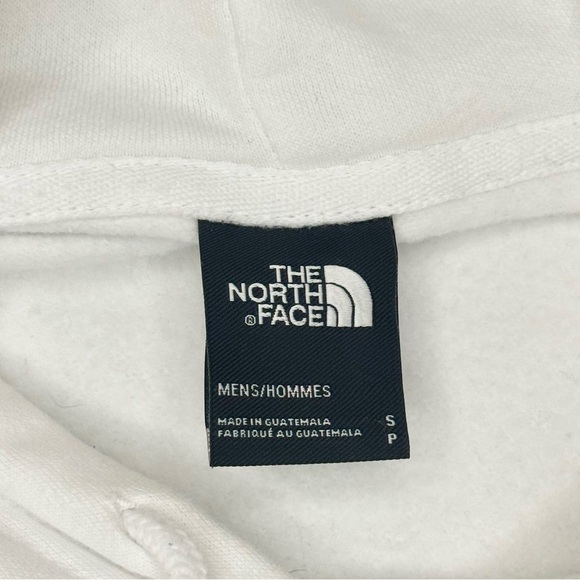 THE
NORTH
®FACE
MENS/HOMMES
MADE IN GUATEMALA S
FABRIQUÉ AU GUATEMALA P